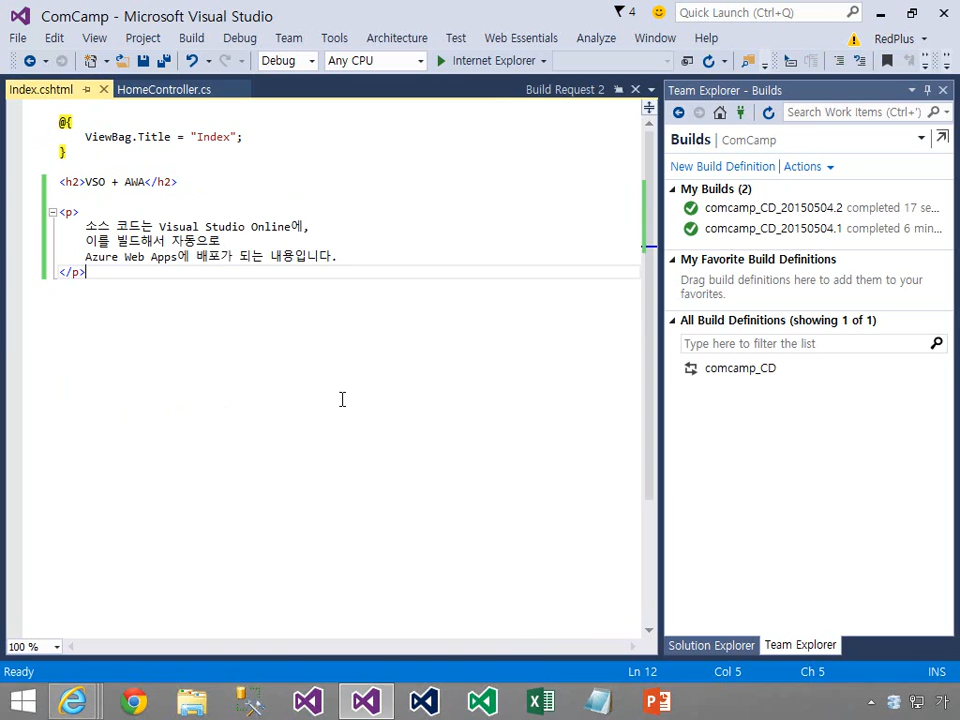 ComCamp - Microsoft Visual Studio
4
Quick Launch (Ctrl+Q)
File Edit View Project Build Debug Team Tools Architecture Test Web Essentials Analyze Window Help RedPlus
Debug Any CPU Internet Explorer
Index.cshtml HomeController.cs Build Request 2
@{
ViewBag.Title = "Index";
}
<h2>VSO + AWA</h2>
<p>
소스 코드는 Visual Studio Online에,
이를 빌드해서 자동으로
Azure Web Apps에 배포가 되는 내용입니다.
</p>
100 %
Team Explorer - Builds
Search Work Items (Ctrl+')
Builds | ComCamp
New Build Definition | Actions
My Builds (2)
comcamp_CD_20150504.2 completed 17 se...
comcamp_CD_20150504.1 completed 6 min...
My Favorite Build Definitions
Drag build definitions here to add them to your
favorites.
All Build Definitions (showing 1 of 1)
Type here to filter the list
comcamp_CD
Solution Explorer Team Explorer
Ready Ln 12 Col 5 Ch 5 INS
가